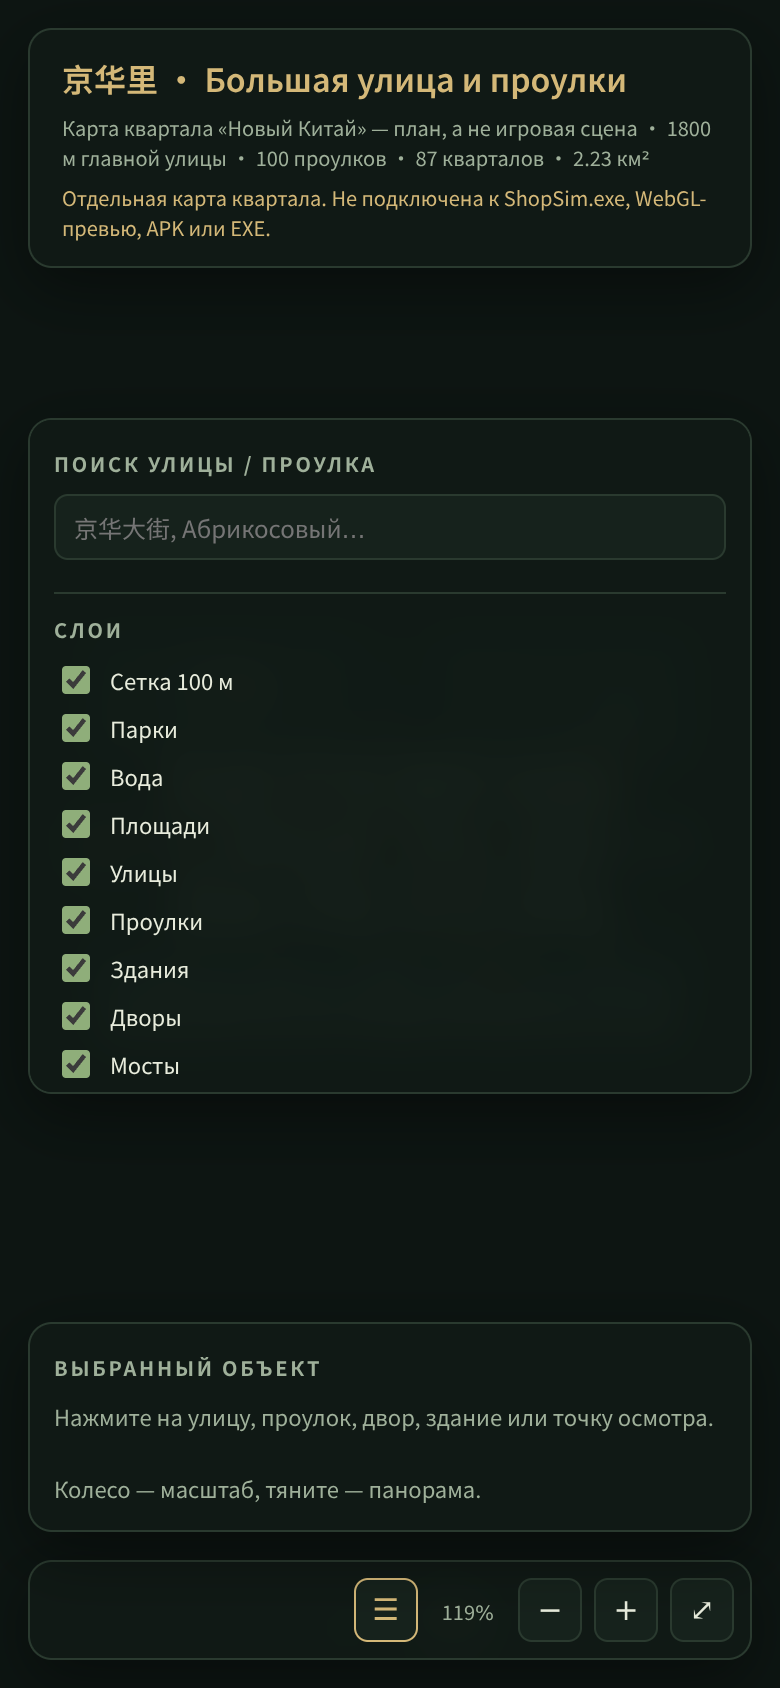 京华里 · Большая улица и проулки
Карта квартала «Новый Китай» — план, а не игровая сцена · 1800
м главной улицы · 100 проулков · 87 кварталов · 2.23 км²
Отдельная карта квартала. Не подключена к ShopSim.exe, WebGL-
превью, APK или EXE.
ПОИСК УЛИЦЫ / ПРОУЛКА
京华大街, Абрикосовый...
СЛОИ
Сетка 100 м
Парки
Вода
Площади
Улицы
Проулки
Здания
Дворы
Мосты
ВЫБРАННЫЙ ОБЪЕКТ
Нажмите на улицу, проулок, двор, здание или точку осмотра.
Колесо — масштаб, тяните — панорама.
☰ 119% − + ⤢